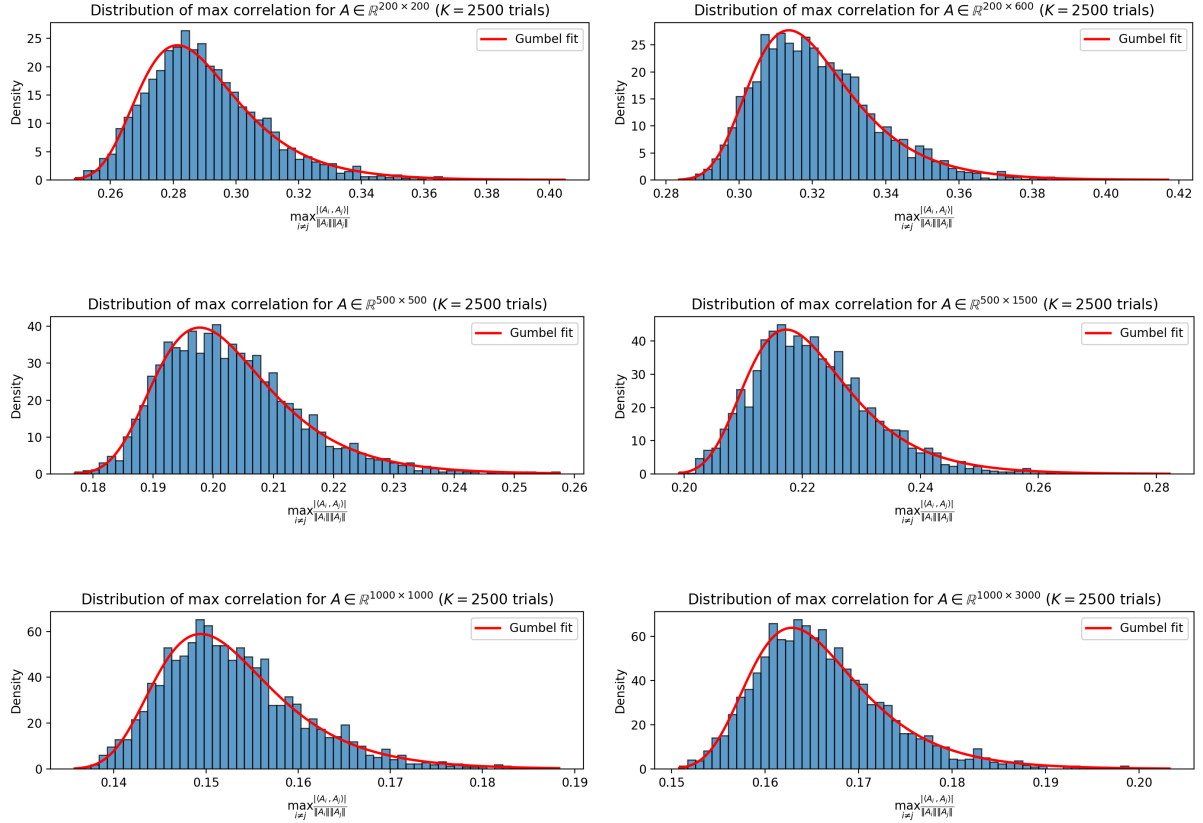 Distribution of max correlation for A ∈ ℝ^{200×200} (K = 2500 trials)
Gumbel fit
Density
25
20
15
10
5
0
0.26 0.28 0.30 0.32 0.34 0.36 0.38 0.40
max_{i≠j} |⟨A_i, A_j⟩| / ‖A_i‖‖A_j‖
Distribution of max correlation for A ∈ ℝ^{200×600} (K = 2500 trials)
Gumbel fit
Density
25
20
15
10
5
0
0.28 0.30 0.32 0.34 0.36 0.38 0.40 0.42
max_{i≠j} |⟨A_i, A_j⟩| / ‖A_i‖‖A_j‖
Distribution of max correlation for A ∈ ℝ^{500×500} (K = 2500 trials)
Gumbel fit
Density
40
30
20
10
0
0.18 0.19 0.20 0.21 0.22 0.23 0.24 0.25 0.26
max_{i≠j} |⟨A_i, A_j⟩| / ‖A_i‖‖A_j‖
Distribution of max correlation for A ∈ ℝ^{500×1500} (K = 2500 trials)
Gumbel fit
Density
40
30
20
10
0
0.20 0.22 0.24 0.26 0.28
max_{i≠j} |⟨A_i, A_j⟩| / ‖A_i‖‖A_j‖
Distribution of max correlation for A ∈ ℝ^{1000×1000} (K = 2500 trials)
Gumbel fit
Density
60
40
20
0
0.14 0.15 0.16 0.17 0.18 0.19
max_{i≠j} |⟨A_i, A_j⟩| / ‖A_i‖‖A_j‖
Distribution of max correlation for A ∈ ℝ^{1000×3000} (K = 2500 trials)
Gumbel fit
Density
60
40
20
0
0.15 0.16 0.17 0.18 0.19 0.20
max_{i≠j} |⟨A_i, A_j⟩| / ‖A_i‖‖A_j‖